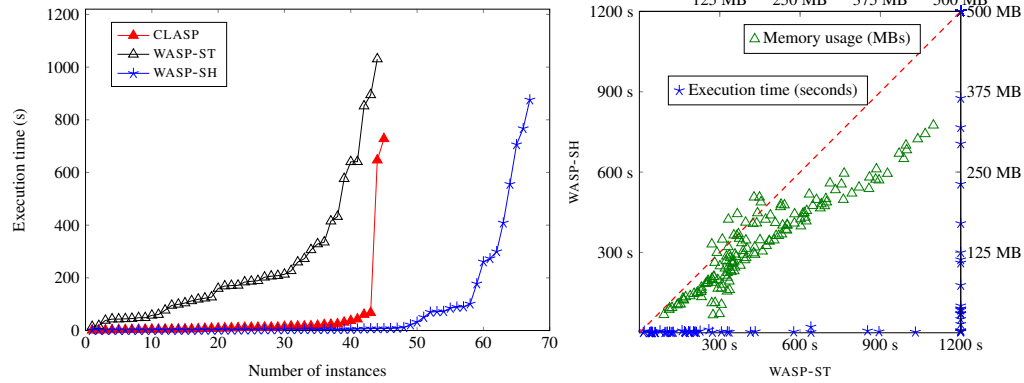 CLASP
WASP-ST
WASP-SH
1000
800
600
400
200
0
0 10 20 30 40 50 60 70
Execution time (s)
Number of instances
125 MB 250 MB 375 MB 500 MB
1200 s
900 s
600 s
300 s
500 MB
375 MB
250 MB
125 MB
Memory usage (MBs)
Execution time (seconds)
300 s 600 s 900 s 1200 s
WASP-SH
WASP-ST